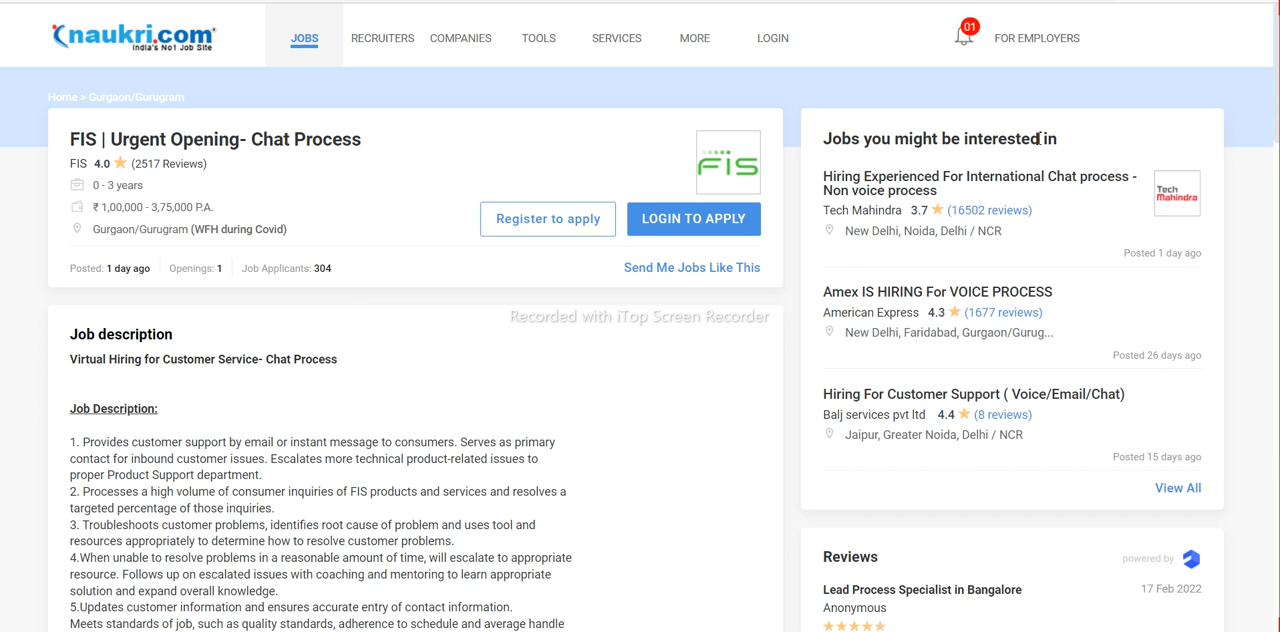 naukri.com
India's No1 Job Site
JOBS
RECRUITERS
COMPANIES
TOOLS
SERVICES
MORE
LOGIN
01
FOR EMPLOYERS
Home > Gurgaon/Gurugram
FIS | Urgent Opening- Chat Process
FIS 4.0 (2517 Reviews)
0 - 3 years
₹ 1,00,000 - 3,75,000 P.A.
Gurgaon/Gurugram (WFH during Covid)
FIS
Register to apply
LOGIN TO APPLY
Posted: 1 day ago
Openings: 1
Job Applicants: 304
Send Me Jobs Like This
Recorded with iTop Screen Recorder
Job description
Virtual Hiring for Customer Service- Chat Process
Job Description:
1. Provides customer support by email or instant message to consumers. Serves as primary
contact for inbound customer issues. Escalates more technical product-related issues to
proper Product Support department.
2. Processes a high volume of consumer inquiries of FIS products and services and resolves a
targeted percentage of those inquiries.
3. Troubleshoots customer problems, identifies root cause of problem and uses tool and
resources appropriately to determine how to resolve customer problems.
4.When unable to resolve problems in a reasonable amount of time, will escalate to appropriate
resource. Follows up on escalated issues with coaching and mentoring to learn appropriate
solution and expand overall knowledge.
5.Updates customer information and ensures accurate entry of contact information.
Meets standards of job, such as quality standards, adherence to schedule and average handle
Jobs you might be interested in
Hiring Experienced For International Chat process -
Non voice process
Tech Mahindra 3.7 (16502 reviews)
New Delhi, Noida, Delhi / NCR
Tech
Mahindra
Posted 1 day ago
Amex IS HIRING For VOICE PROCESS
American Express 4.3 (1677 reviews)
New Delhi, Faridabad, Gurgaon/Gurug...
Posted 26 days ago
Hiring For Customer Support ( Voice/Email/Chat)
Balj services pvt ltd 4.4 (8 reviews)
Jaipur, Greater Noida, Delhi / NCR
Posted 15 days ago
View All
Reviews
powered by
Lead Process Specialist in Bangalore
17 Feb 2022
Anonymous